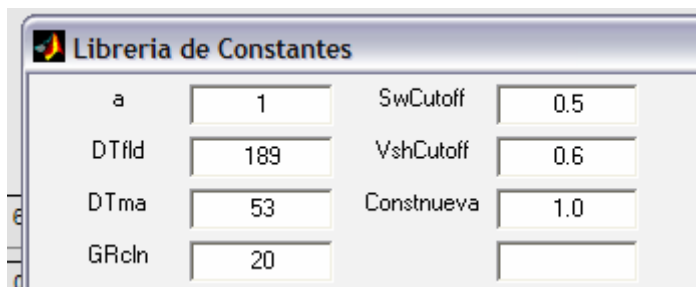 Libreria de Constantes
a 1 SwCutoff 0.5
DTfld 189 VshCutoff 0.6
DTma 53 Constnueva 1.0
GRcln 20